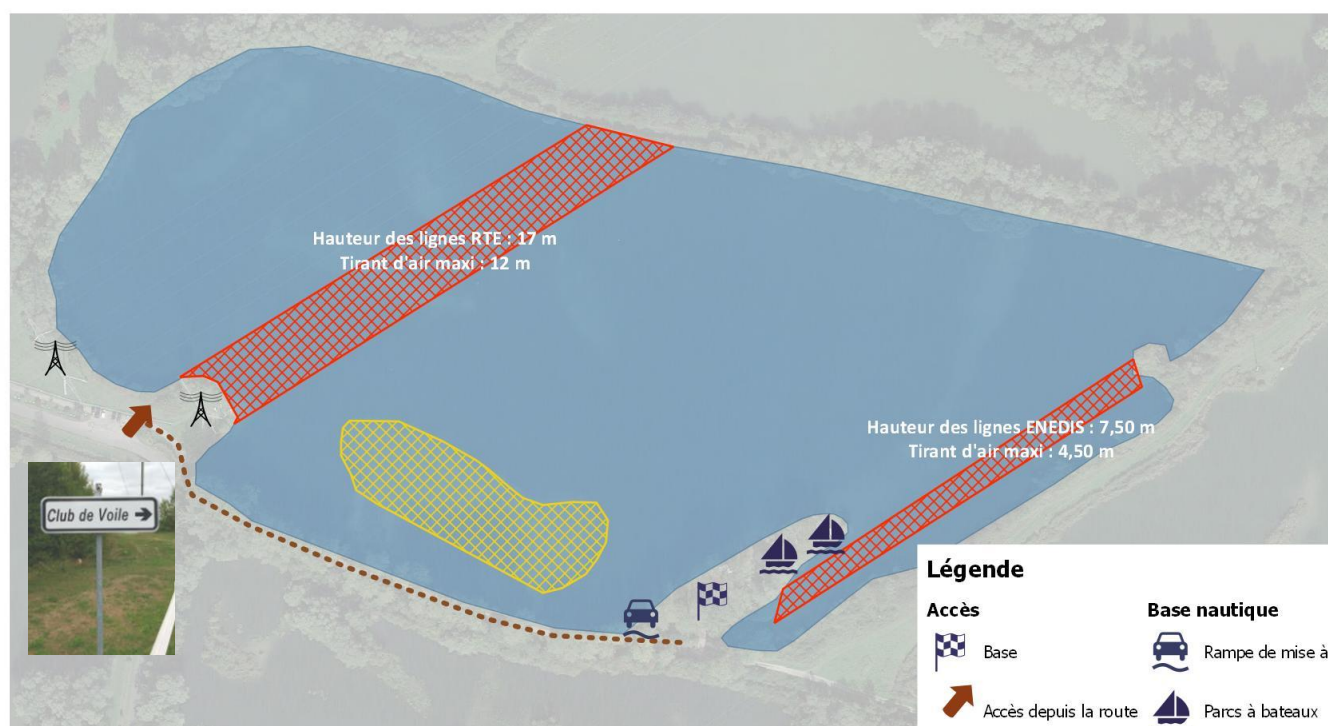 Hauteur des lignes RTE : 17 m
Tirant d'air maxi : 12 m
Hauteur des lignes ENEDIS : 7,50 m
Tirant d'air maxi : 4,50 m
Club de Voile
Légende
Accès
Base
Accès depuis la route
Base nautique
Rampe de mise à
Parcs à bateaux